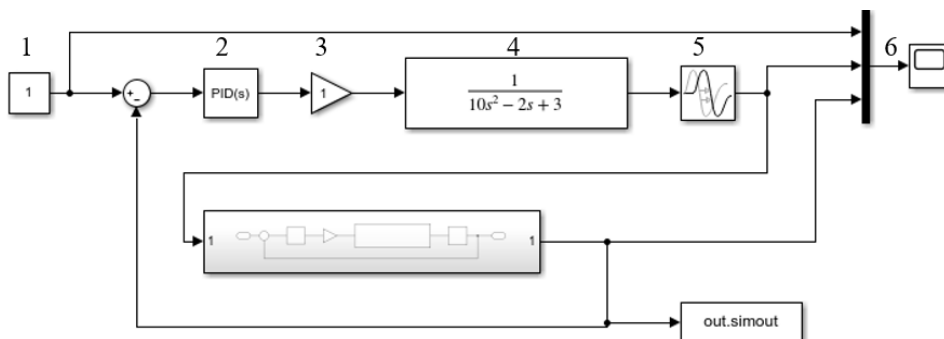 1 2 3 4 5 6
1 PID(s) 1 1
10s² − 2s + 3
1 1
out.simout